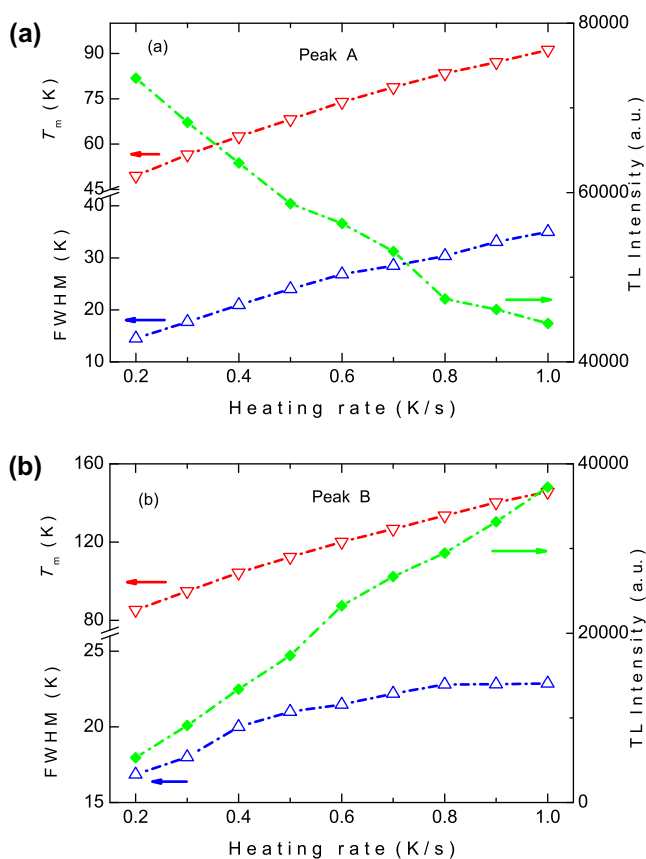 (a)
(a)
Peak A
Tm (K)
90
75
60
45
FWHM (K)
40
30
20
10
80000
60000
40000
TL Intensity (a.u.)
0.2 0.4 0.6 0.8 1.0
Heating rate (K/s)
(b)
(b)
Peak B
Tm (K)
160
120
80
FWHM (K)
25
20
15
40000
20000
0
TL Intensity (a.u.)
0.2 0.4 0.6 0.8 1.0
Heating rate (K/s)